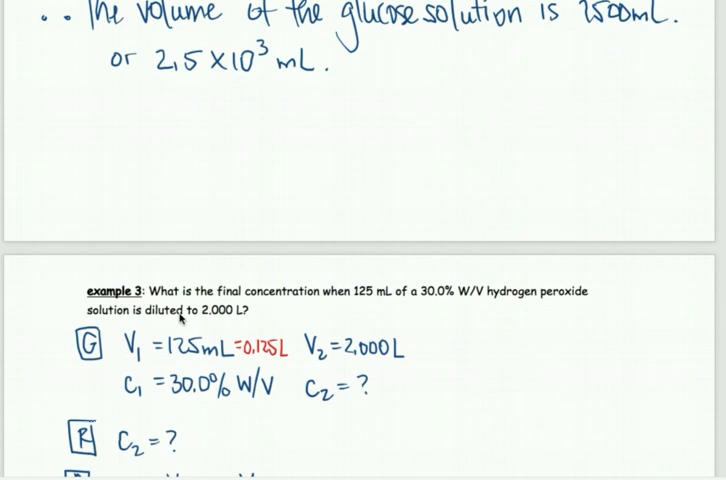 ∴ The volume of the glucose solution is 2500mL.
or 2.5 x10³ mL.
example 3: What is the final concentration when 125 mL of a 30.0% W/V hydrogen peroxide
solution is diluted to 2.000 L?
G V₁ =125mL=0.125L V₂=2.000L
C₁ =30.0% W/V C₂=?
R C₂=?